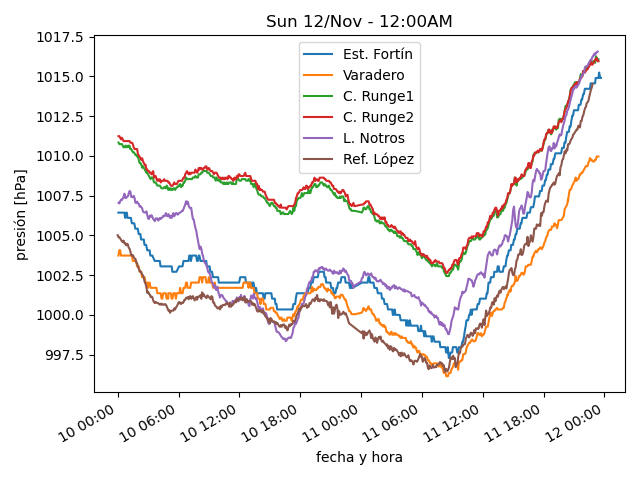 Sun 12/Nov - 12:00AM
Est. Fortín
Varadero
C. Runge1
C. Runge2
L. Notros
Ref. López
presión [hPa]
1017.5
1015.0
1012.5
1010.0
1007.5
1005.0
1002.5
1000.0
997.5
10 00:00
10 06:00
10 12:00
10 18:00
11 00:00
11 06:00
11 12:00
11 18:00
12 00:00
fecha y hora